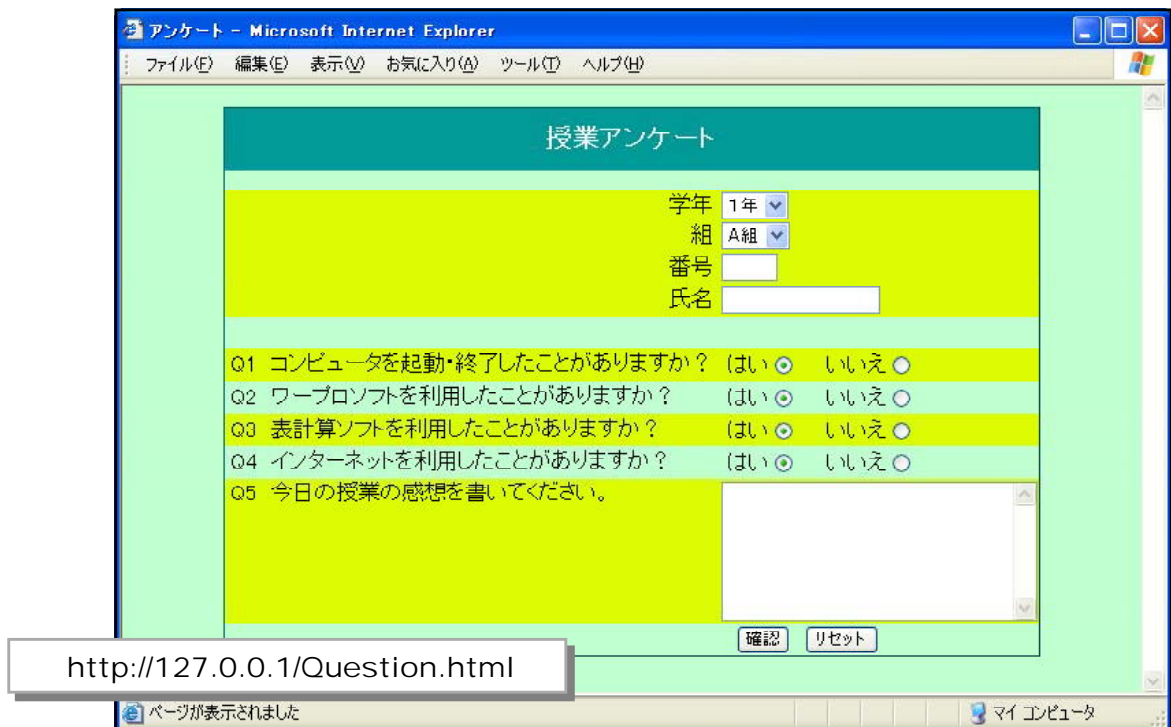 アンケート - Microsoft Internet Explorer
ファイル(F) 編集(E) 表示(V) お気に入り(A) ツール(T) ヘルプ(H)
授業アンケート
学年 1年
組 A組
番号
氏名
Q1 コンピュータを起動・終了したことがありますか? はい いいえ
Q2 ワープロソフトを利用したことがありますか? はい いいえ
Q3 表計算ソフトを利用したことがありますか? はい いいえ
Q4 インターネットを利用したことがありますか? はい いいえ
Q5 今日の授業の感想を書いてください。
確認 リセット
http://127.0.0.1/Question.html
ページが表示されました マイ コンピュータ